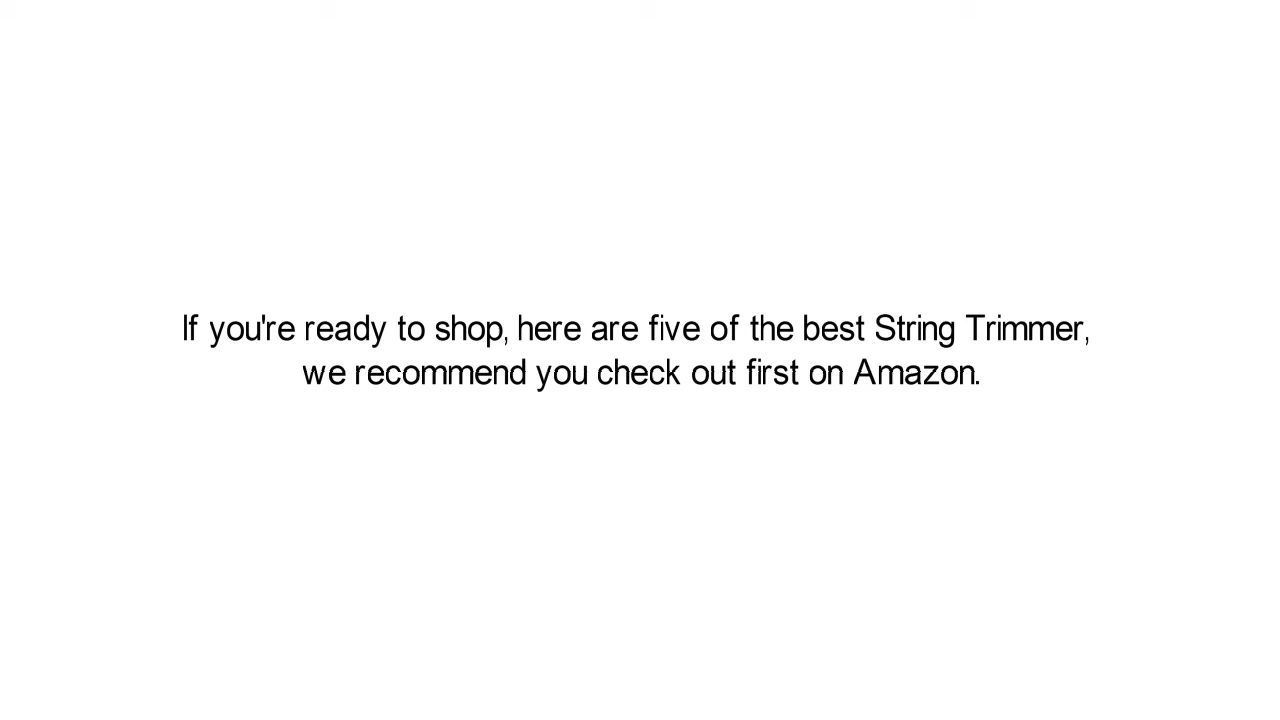 If you're ready to shop, here are five of the best String Trimmer,
we recommend you check out first on Amazon.